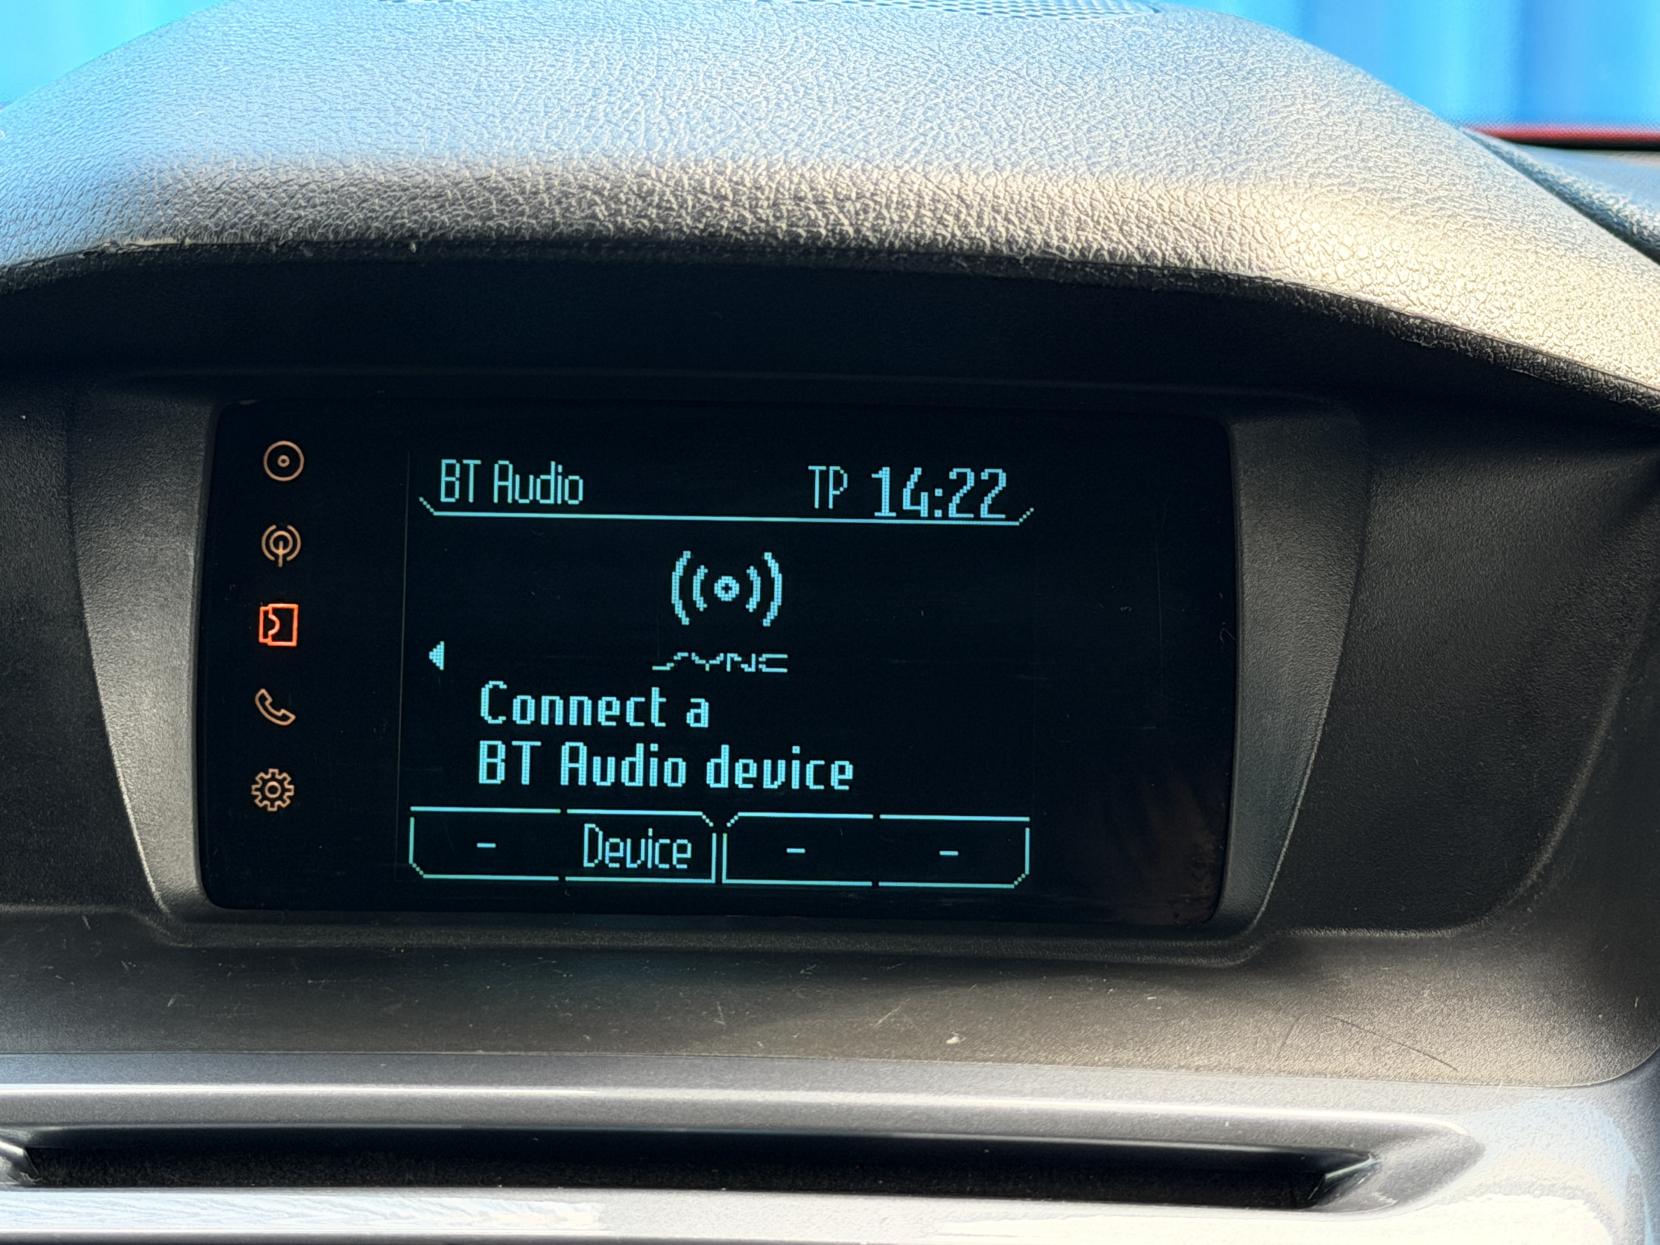 BT Audio TP 14:22
SYNC
Connect a
BT Audio device
- Device - -